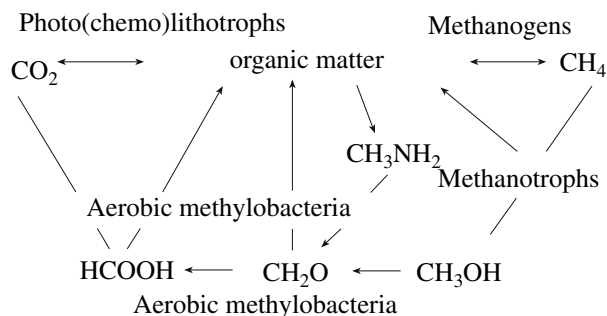 Photo(chemo)lithotrophs
Methanogens
CO₂
organic matter
CH₄
CH₃NH₂
Methanotrophs
Aerobic methylobacteria
HCOOH
CH₂O
CH₃OH
Aerobic methylobacteria